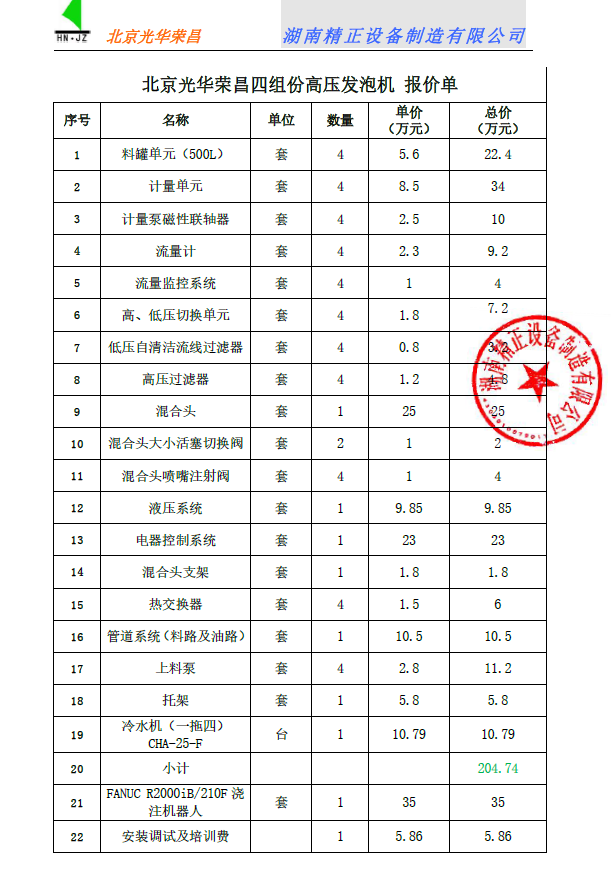 HN·JZ 北京光华荣昌 湖南精正设备制造有限公司
北京光华荣昌四组份高压发泡机 报价单
序号 名称 单位 数量 单价（万元） 总价（万元）
1 料罐单元（500L） 套 4 5.6 22.4
2 计量单元 套 4 8.5 34
3 计量泵磁性联轴器 套 4 2.5 10
4 流量计 套 4 2.3 9.2
5 流量监控系统 套 4 1 4
6 高、低压切换单元 套 4 1.8 7.2
7 低压自清洁流线过滤器 套 4 0.8 3.2
8 高压过滤器 套 4 1.2 4.8
9 混合头 套 1 25 25
10 混合头大小活塞切换阀 套 2 1 2
11 混合头喷嘴注射阀 套 4 1 4
12 液压系统 套 1 9.85 9.85
13 电器控制系统 套 1 23 23
14 混合头支架 套 1 1.8 1.8
15 热交换器 套 4 1.5 6
16 管道系统（料路及油路） 套 1 10.5 10.5
17 上料泵 套 4 2.8 11.2
18 托架 套 1 5.8 5.8
19 冷水机（一拖四）CHA-25-F 台 1 10.79 10.79
20 小计 204.74
21 FANUC R2000iB/210F 浇注机器人 套 1 35 35
22 安装调试及培训费 1 5.86 5.86
湖南精正设备制造有限公司